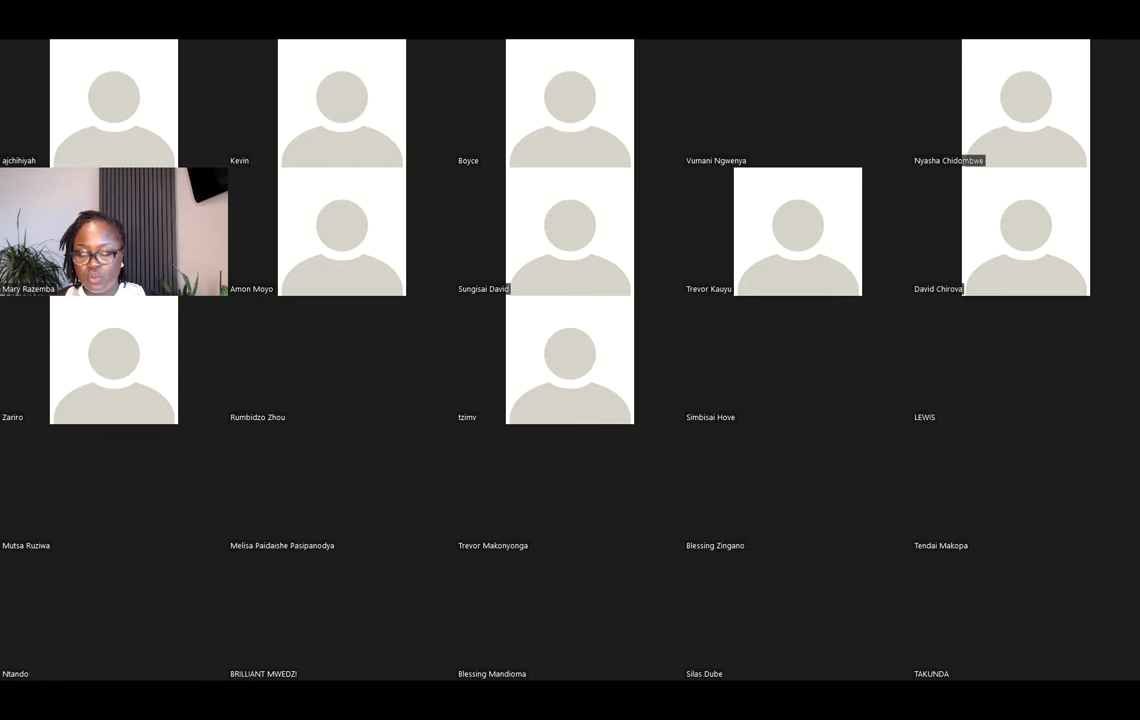 ajchihiyah
Kevin
Boyce
Vumani Ngwenya
Nyasha Chidombwe
Mary Razemba
Amon Moyo
Sungisai David
Trevor Kauyu
David Chirova
Zariro
Rumbidzo Zhou
tzimv
Simbisai Hove
LEWIS
Mutsa Ruziwa
Melisa Paidaishe Pasipanodya
Trevor Makonyonga
Blessing Zingano
Tendai Makopa
Ntando
BRILLIANT MWEDZI
Blessing Mandioma
Silas Dube
TAKUNDA